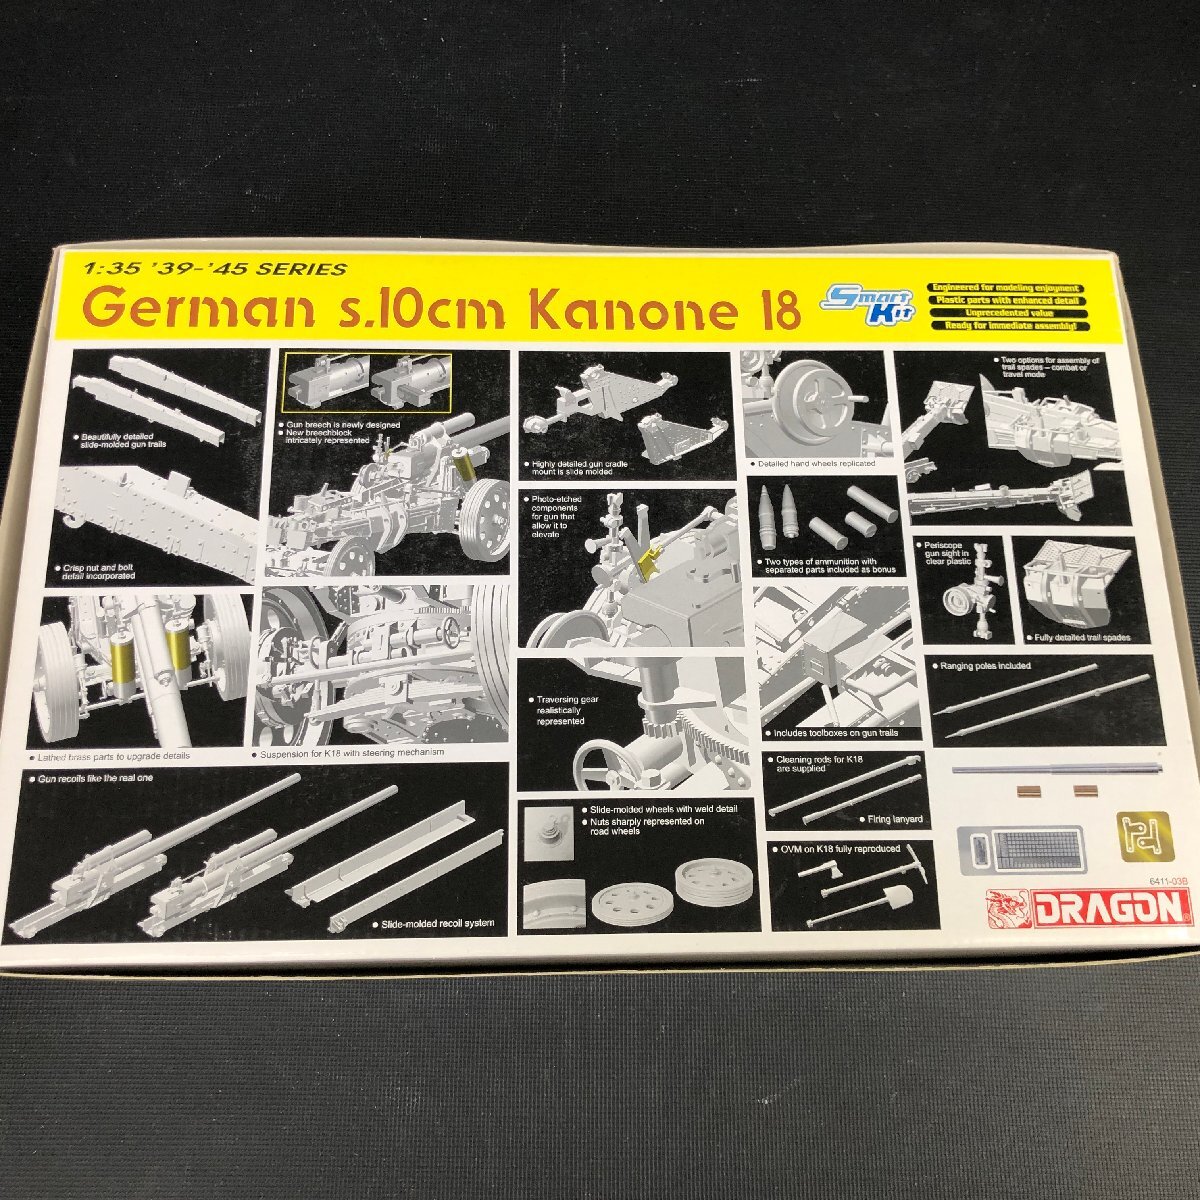 1:35 '39-'45 SERIES
German s.10cm Kanone 18
Smart Kit
Engineered for modeling enjoyment
Plastic parts with enhanced detail
Unprecedented value
Ready for immediate assembly!
Beautifully detailed
slide-molded gun trails
Crisp nut and bolt
detail incorporated
Gun breech is newly designed
New breechblock
intricately represented
Highly detailed gun cradle
mount is slide molded
Detailed hand wheels replicated
Two options for assembly of
trail spades – combat or
travel mode
Photo-etched
components
for gun that
allow it to
elevate
Two types of ammunition with
separated parts included as bonus
Periscope
gun sight in
clear plastic
Fully detailed trail spades
Lathed brass parts to upgrade details
Suspension for K18 with steering mechanism
Traversing gear
realistically
represented
Includes toolboxes on gun trails
Ranging poles included
Gun recoils like the real one
Slide-molded recoil system
Slide-molded wheels with weld detail
Nuts sharply represented on
road wheels
Cleaning rods for K18
are supplied
Firing lanyard
OVM on K18 fully reproduced
6411-03B
DRAGON